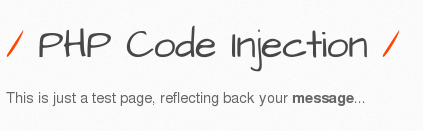 / PHP Code Injection /
This is just a test page, reflecting back your message...